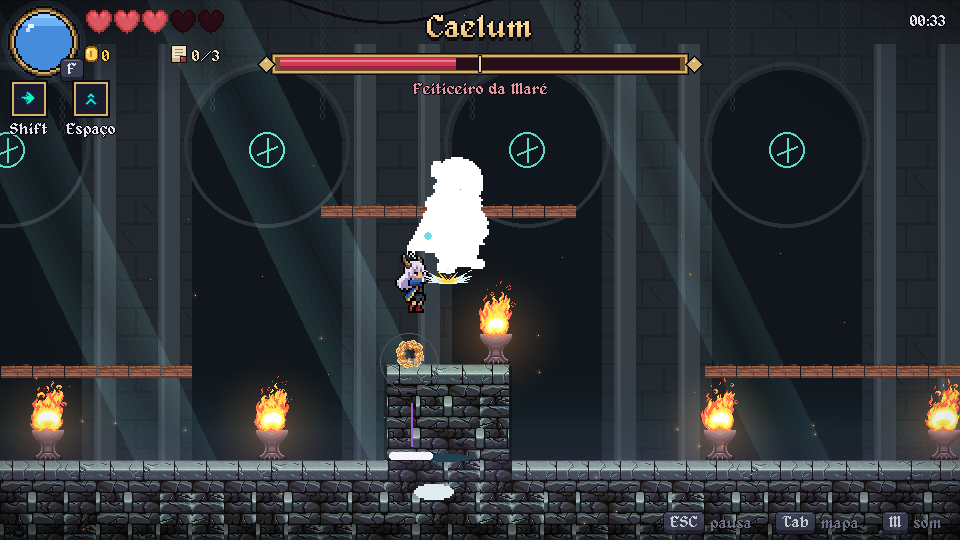 Caelum
00:33
0
0/3
F
Feiticeiro da Maré
Shift Espaço
ESC pausa Tab mapa M som